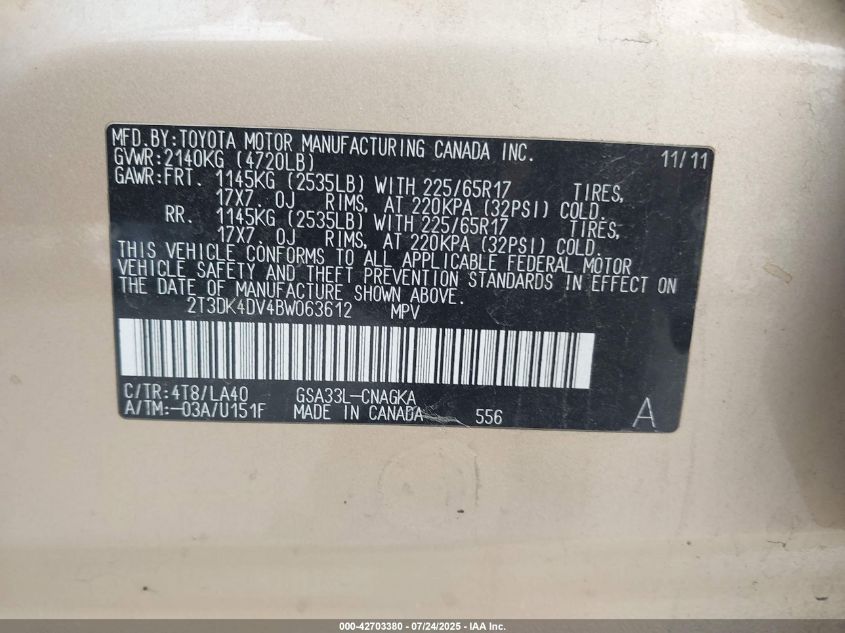 MFD.BY:TOYOTA MOTOR MANUFACTURING CANADA INC. 11/11
GVWR:2140KG (4720LB)
GAWR:FRT. 1145KG (2535LB) WITH 225/65R17 TIRES,
17X7.0J RIMS, AT 220KPA (32PSI) COLD.
RR. 1145KG (2535LB) WITH 225/65R17 TIRES,
17X7.0J RIMS, AT 220KPA (32PSI) COLD.
THIS VEHICLE CONFORMS TO ALL APPLICABLE FEDERAL MOTOR
VEHICLE SAFETY AND THEFT PREVENTION STANDARDS IN EFFECT ON
THE DATE OF MANUFACTURE SHOWN ABOVE.
2T3DK4DV4BW063612 MPV
C/TR:4T8/LA40 GSA33L-CNAGKA
A/TM:-03A/U151F MADE IN CANADA 556 A
000-42703380 - 07/24/2025 - IAA Inc.